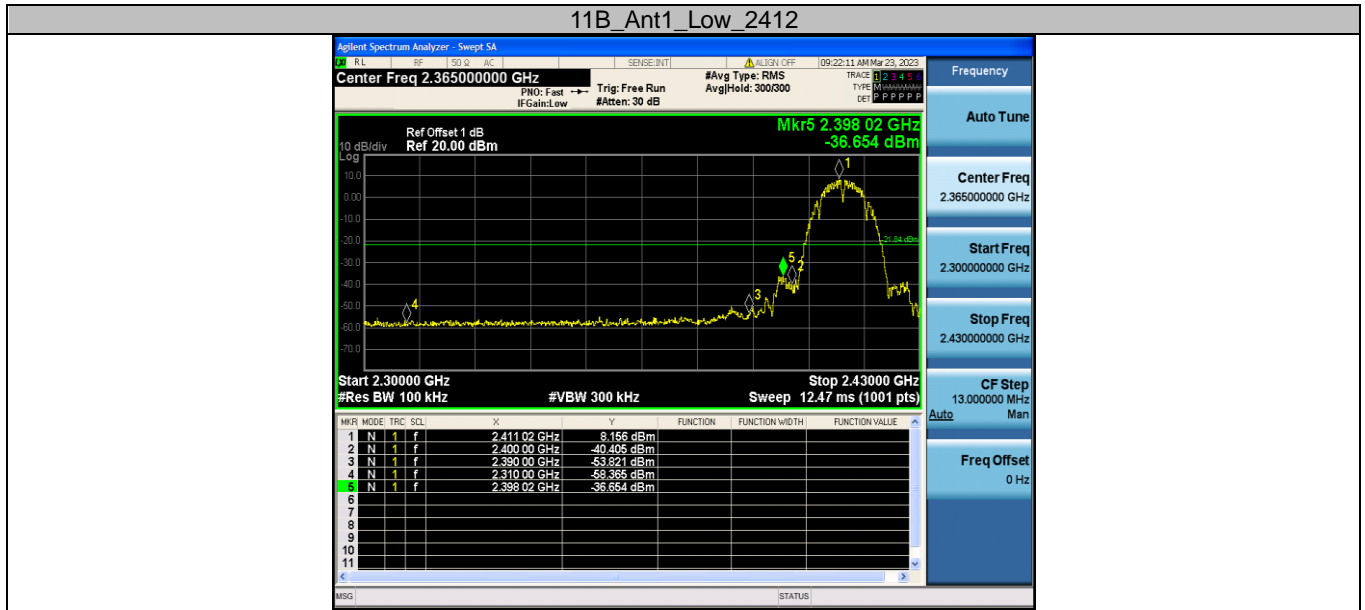 11B_Ant1_Low_2412
Agilent Spectrum Analyzer - Swept SA
RL RF 50 Ω AC SENSE:INT ALIGN OFF 09:22:11 AM Mar 23, 2023
Center Freq 2.365000000 GHz
PNO: Fast
IFGain:Low
Trig: Free Run
#Atten: 30 dB
#Avg Type: RMS
Avg|Hold: 300/300
TRACE 1 2 3 4 5 6
TYPE M
DET P P P P P P
Mkr5 2.398 02 GHz
-36.654 dBm
Ref Offset 1 dB
10 dB/div Ref 20.00 dBm
Log
10.0
0.00
-10.0
-20.0
-30.0
-40.0
-50.0
-60.0
-70.0
1
-21.84 dBm
5
2
3
4
Start 2.30000 GHz Stop 2.43000 GHz
#Res BW 100 kHz #VBW 300 kHz Sweep 12.47 ms (1001 pts)
MKR MODE TRC SCL X Y FUNCTION FUNCTION WIDTH FUNCTION VALUE
1 N 1 f 2.411 02 GHz 8.156 dBm
2 N 1 f 2.400 00 GHz -40.405 dBm
3 N 1 f 2.390 00 GHz -53.821 dBm
4 N 1 f 2.310 00 GHz -58.365 dBm
5 N 1 f 2.398 02 GHz -36.654 dBm
6
7
8
9
10
11
MSG STATUS
Frequency
Auto Tune
Center Freq
2.365000000 GHz
Start Freq
2.300000000 GHz
Stop Freq
2.430000000 GHz
CF Step
13.000000 MHz
Auto Man
Freq Offset
0 Hz